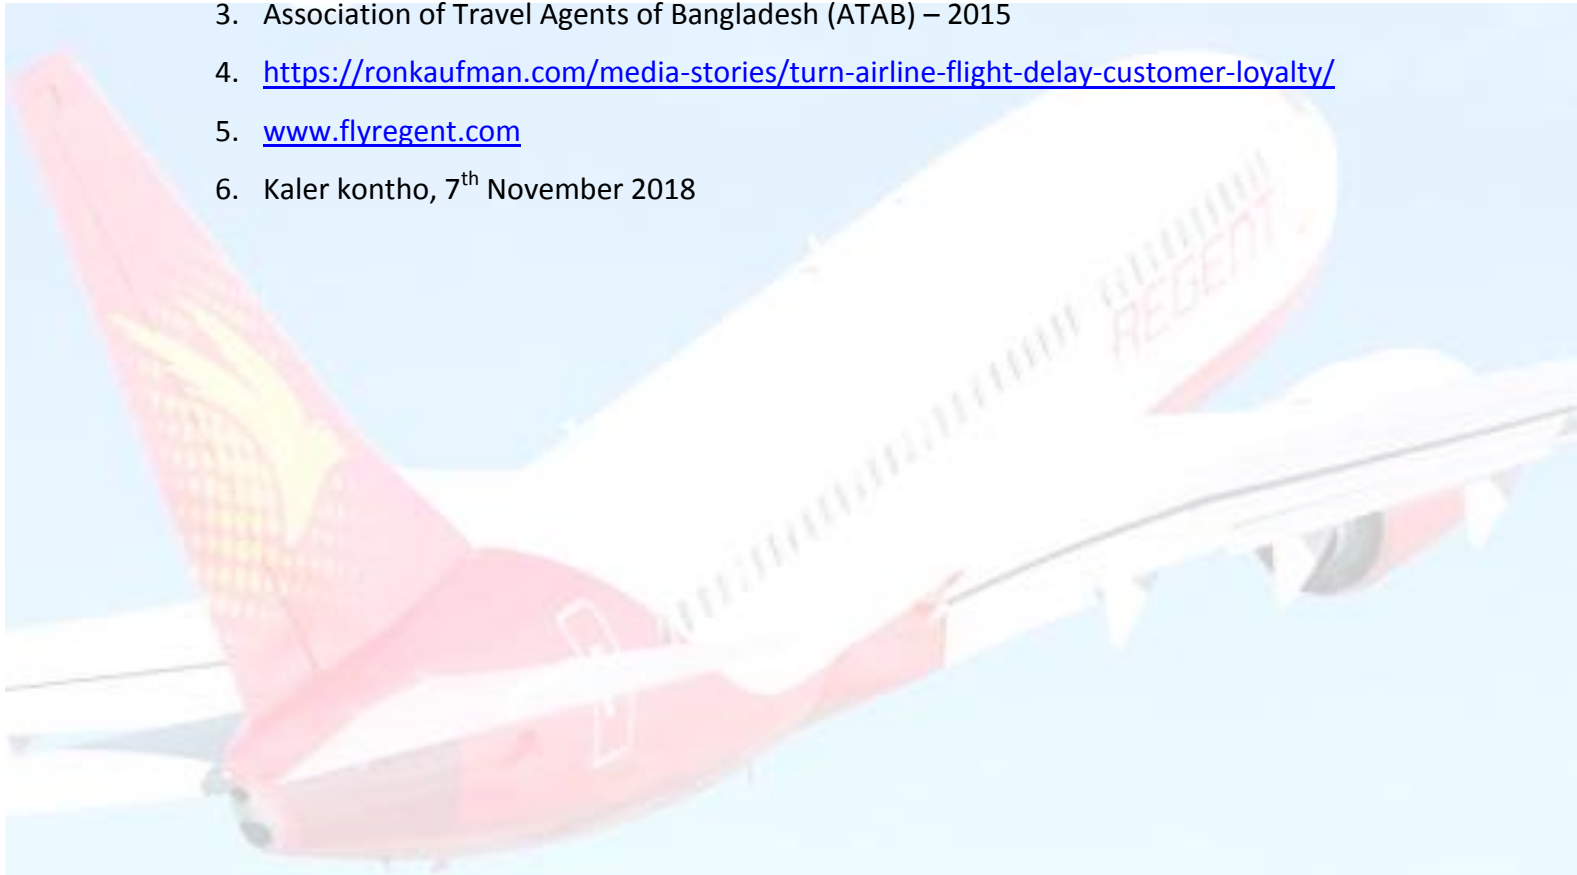 3. Association of Travel Agents of Bangladesh (ATAB) – 2015
4. https://ronkaufman.com/media-stories/turn-airline-flight-delay-customer-loyalty/
5. www.flyregent.com
6. Kaler kontho, 7th November 2018
REGENT